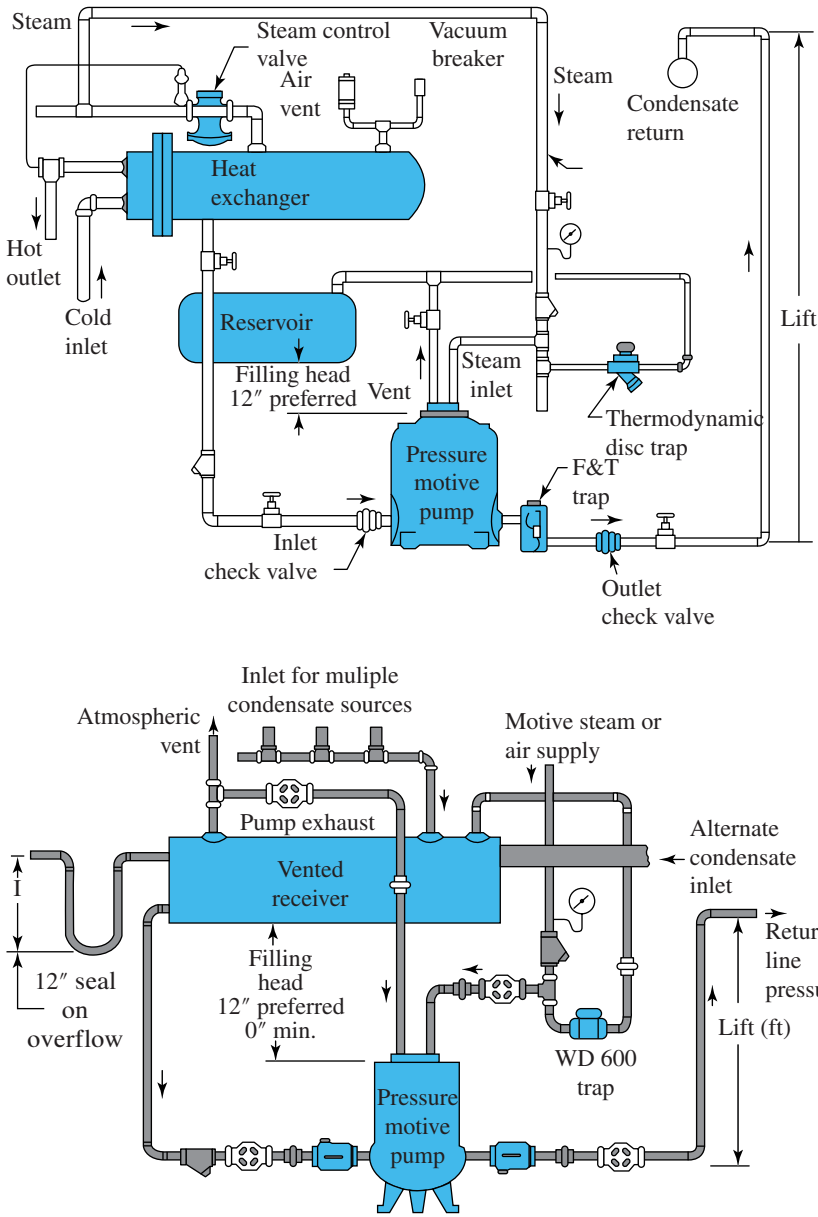 Steam
Steam control
valve
Vacuum
breaker
Air
vent
Steam
Condensate
return
Heat
exchanger
Hot
outlet
Cold
inlet
Reservoir
Lift
Filling head
12″ preferred
Vent
Steam
inlet
Thermodynamic
disc trap
Pressure
motive
pump
F&T
trap
Inlet
check valve
Outlet
check valve
Inlet for muliple
condensate sources
Atmospheric
vent
Motive steam or
air supply
Pump exhaust
Alternate
condensate
inlet
Vented
receiver
I
12″ seal
on
overflow
Filling
head
12″ preferred
0″ min.
Retur
line
pressu
Lift (ft)
WD 600
trap
Pressure
motive
pump